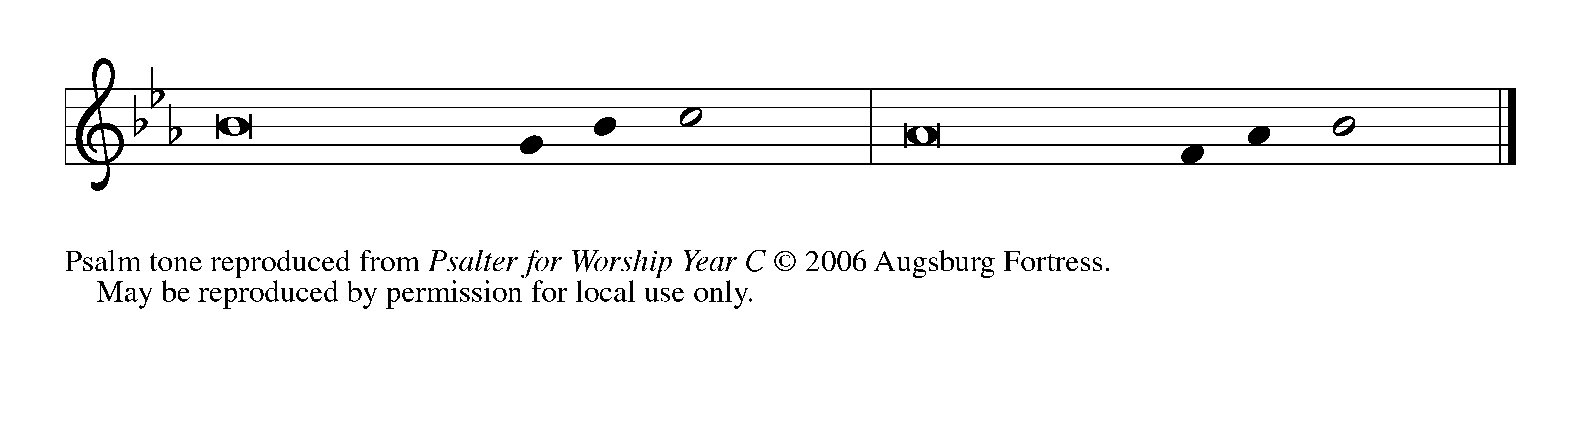 Psalm tone reproduced from Psalter for Worship Year C © 2006 Augsburg Fortress.
May be reproduced by permission for local use only.